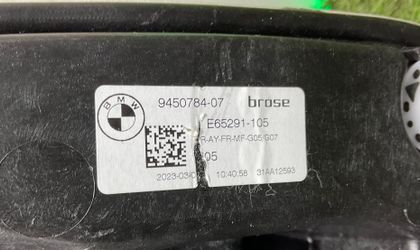 BMW
9450784-07 brose
E65291-105
R-AY-FR-MF-G05/G07
05
2023-03-0 10:40:58 31AA12593